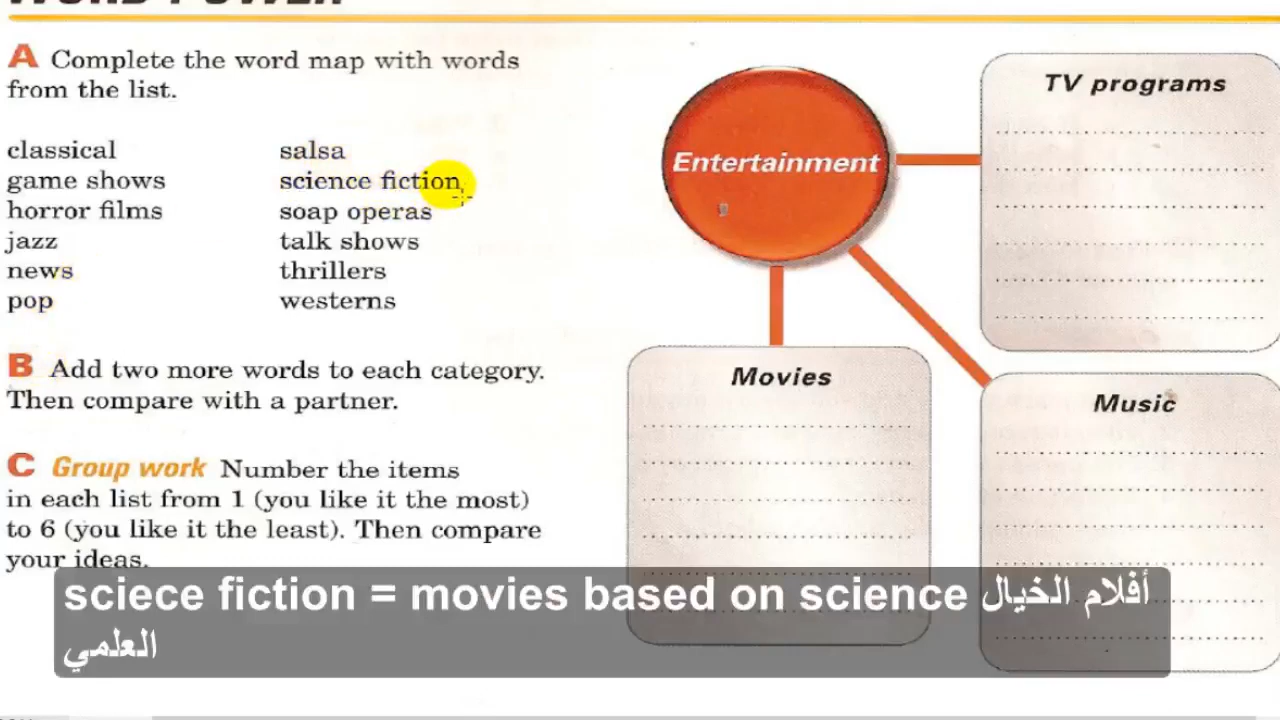 WORD POWER
A Complete the word map with words
from the list.
classical
game shows
horror films
jazz
news
pop
salsa
science fiction
soap operas
talk shows
thrillers
westerns
B Add two more words to each category.
Then compare with a partner.
C Group work Number the items
in each list from 1 (you like it the most)
to 6 (you like it the least). Then compare
your ideas.
Entertainment
TV programs
Movies
Music
sciece fiction = movies based on science أفلام الخيال
العلمي